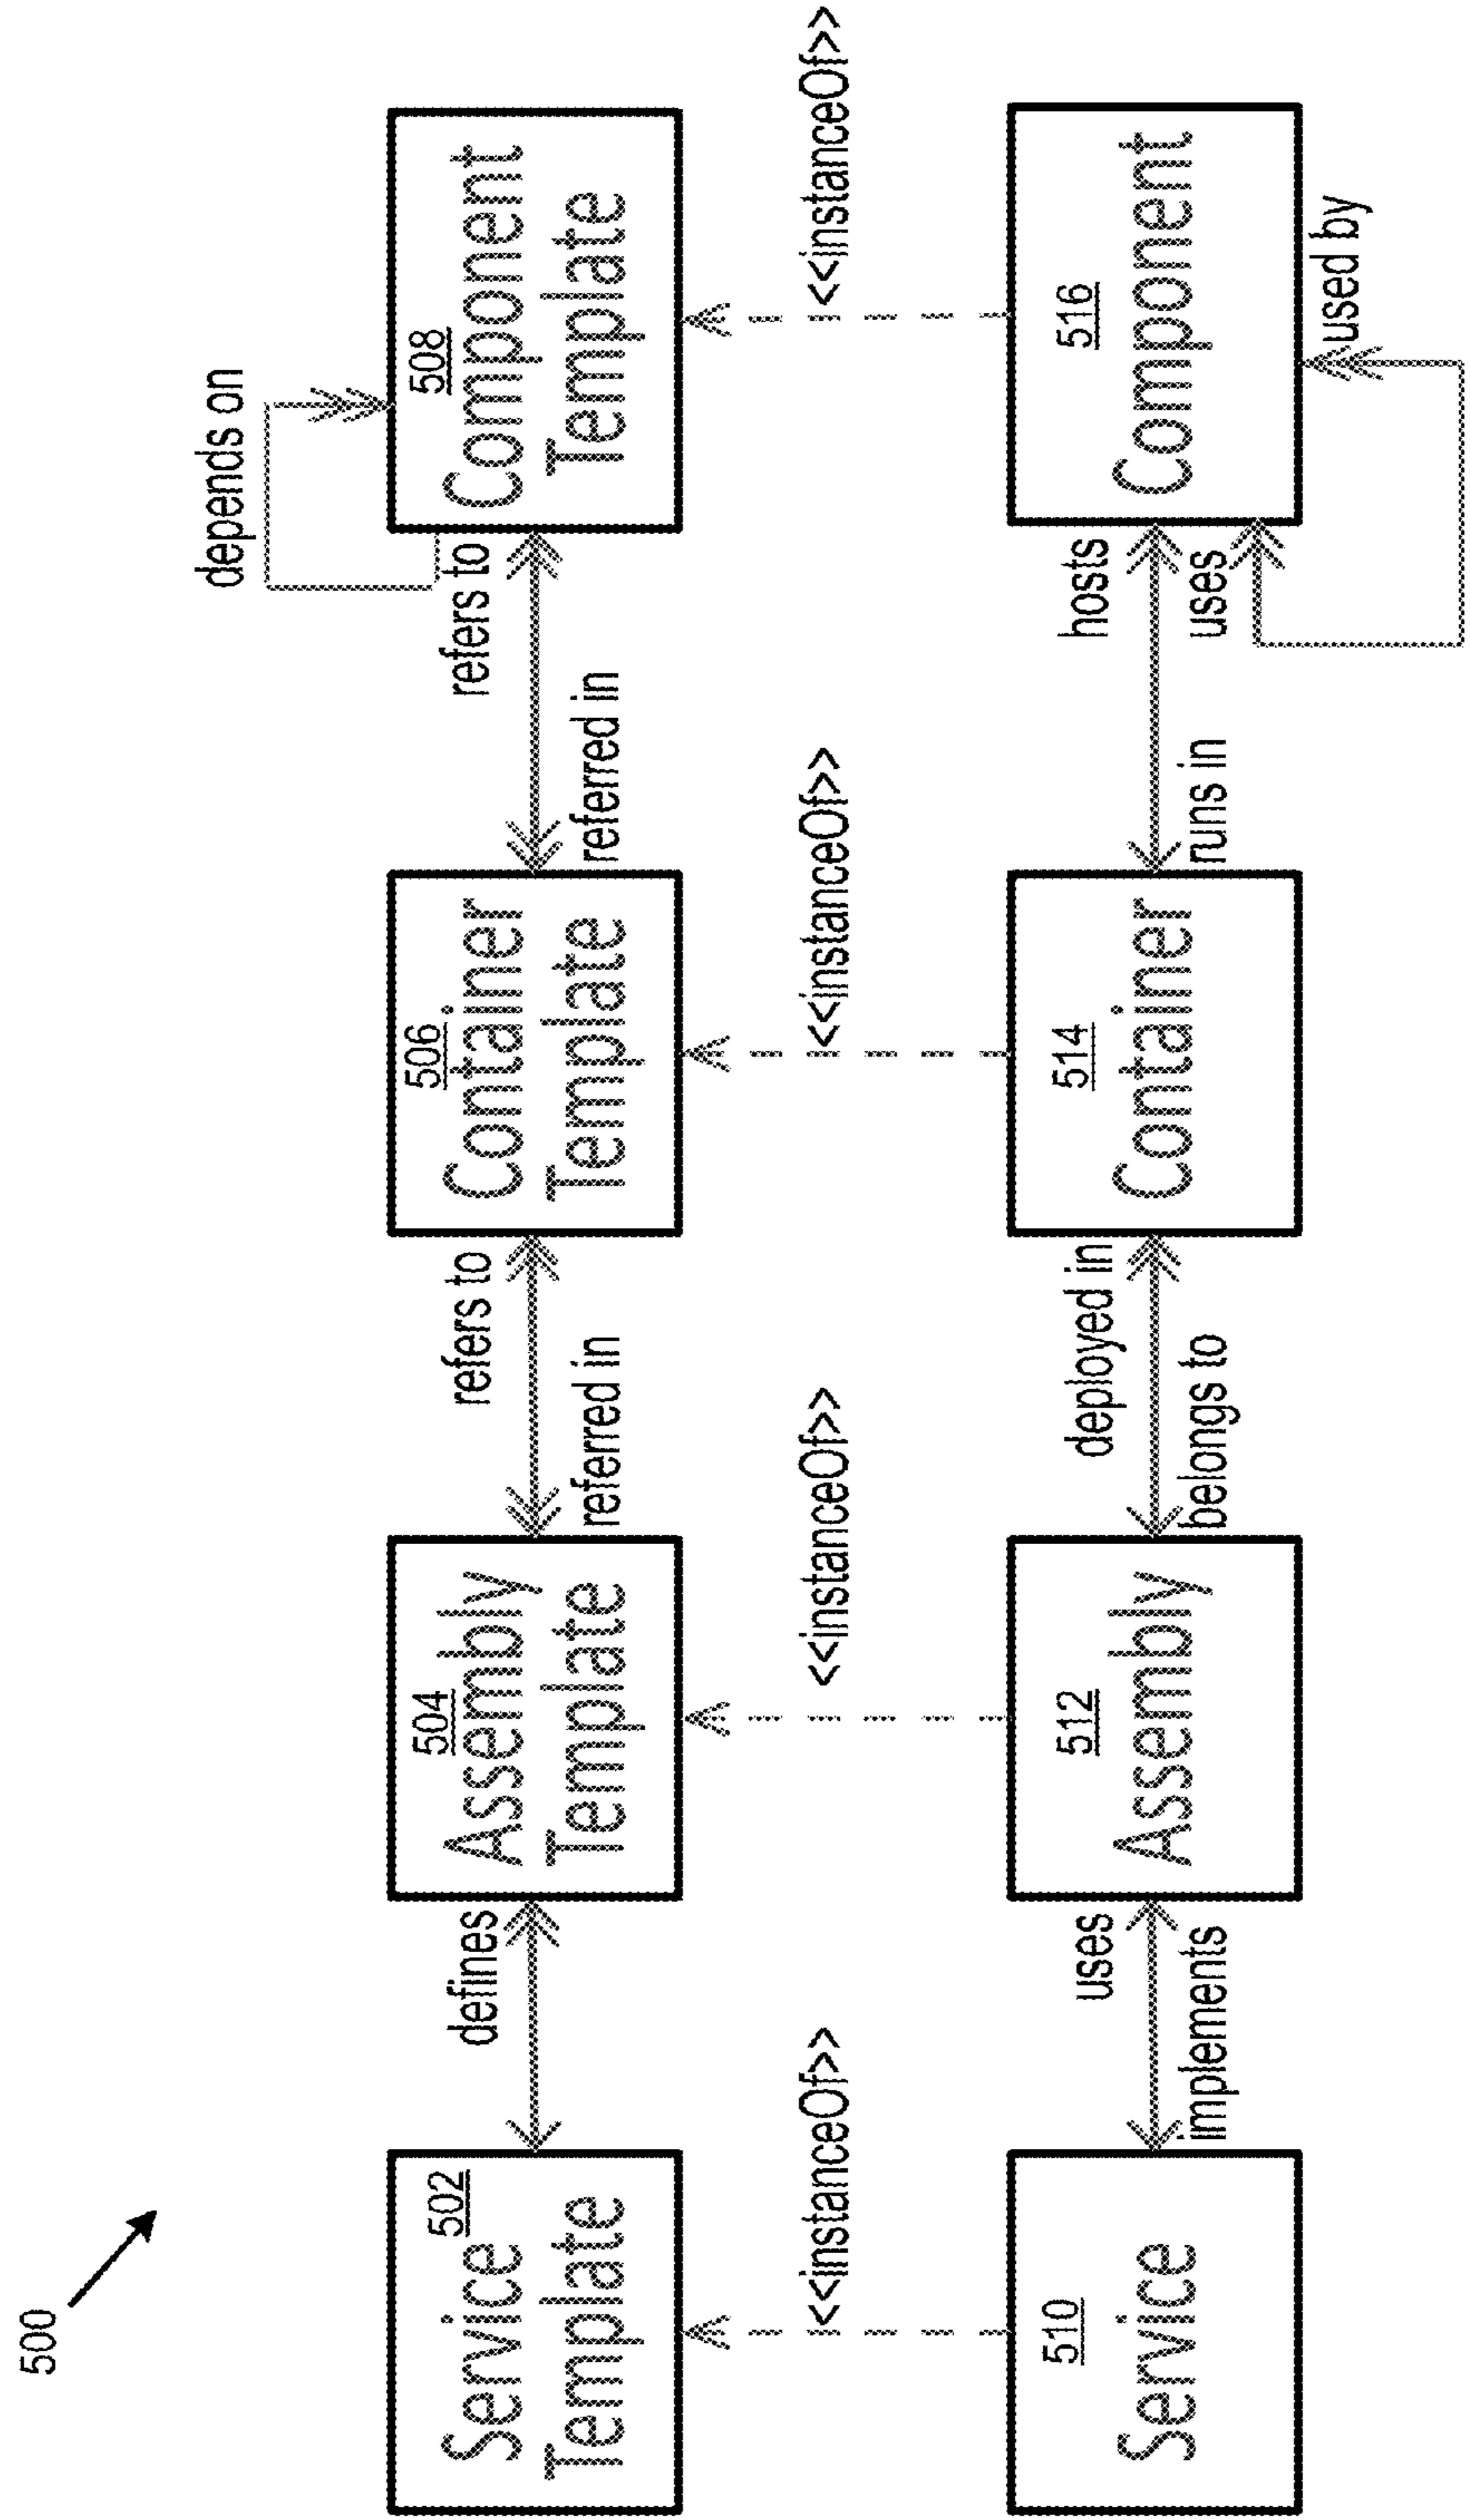 500
depends on
502
Service
Template
defines
504
Assembly
Template
refers to
referred in
506
Container
Template
refers to
referred in
508
Component
Template
<<instanceOf>>
<<instanceOf>>
<<instanceOf>>
<<instanceOf>>
510
Service
uses
implements
512
Assembly
deployed in
belongs to
514
Container
hosts
runs in
uses
516
Component
used by